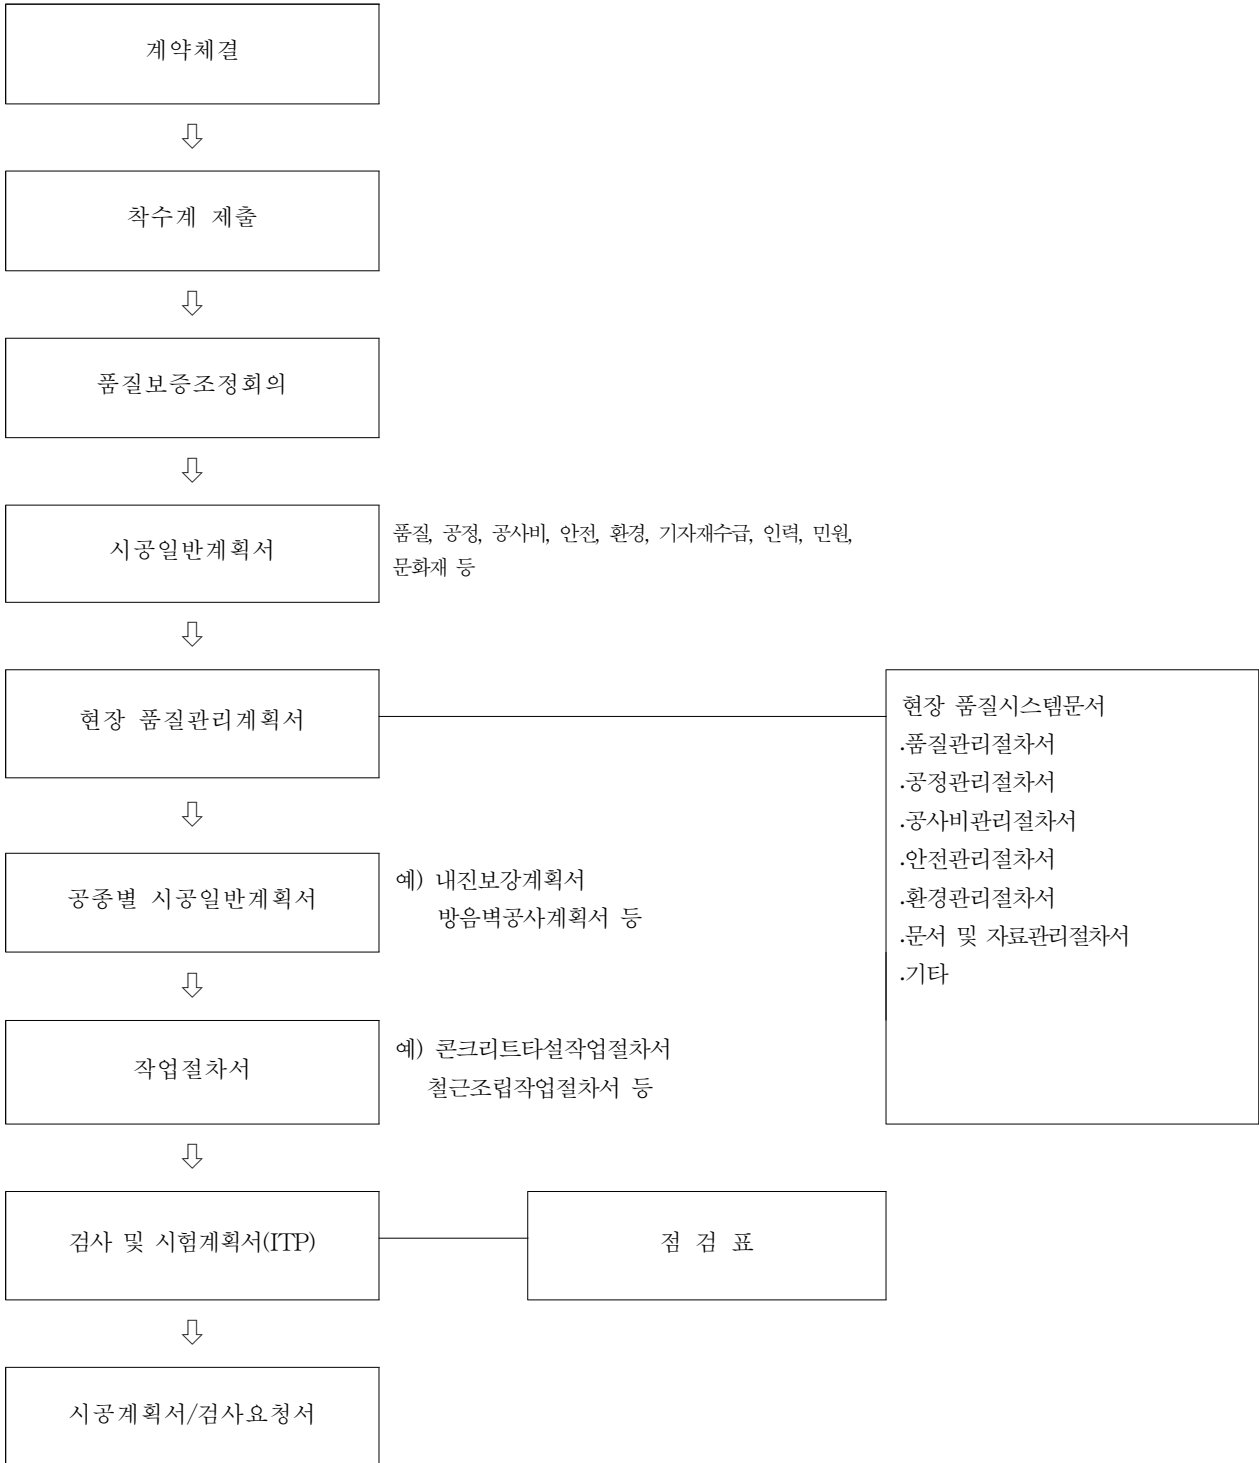 계약체결
⇩
착수계 제출
⇩
품질보증조정회의
⇩
시공일반계획서
품질, 공정, 공사비, 안전, 환경, 기자재수급, 인력, 민원,
문화재 등
⇩
현장 품질관리계획서
현장 품질시스템문서
.품질관리절차서
.공정관리절차서
.공사비관리절차서
.안전관리절차서
.환경관리절차서
.문서 및 자료관리절차서
.기타
⇩
공종별 시공일반계획서
예) 내진보강계획서
방음벽공사계획서 등
⇩
작업절차서
예) 콘크리트타설작업절차서
철근조립작업절차서 등
⇩
검사 및 시험계획서(ITP)
점 검 표
⇩
시공계획서/검사요청서